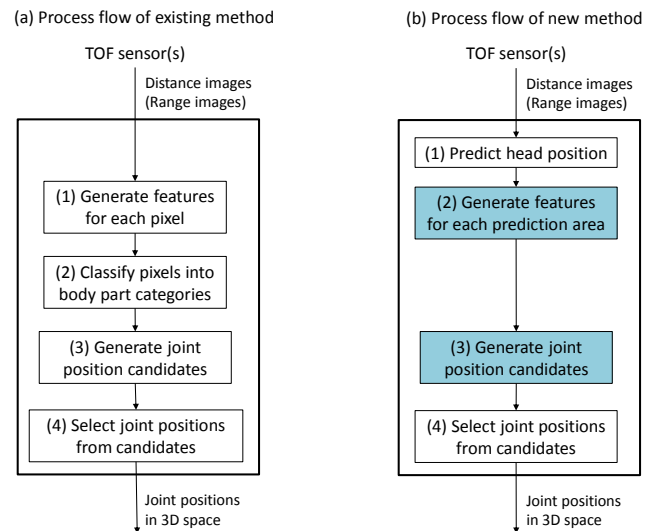 (a) Process flow of existing method
TOF sensor(s)
Distance images
(Range images)
(1) Generate features
for each pixel
(2) Classify pixels into
body part categories
(3) Generate joint
position candidates
(4) Select joint positions
from candidates
Joint positions
in 3D space
(b) Process flow of new method
TOF sensor(s)
Distance images
(Range images)
(1) Predict head position
(2) Generate features
for each prediction area
(3) Generate joint
position candidates
(4) Select joint positions
from candidates
Joint positions
in 3D space